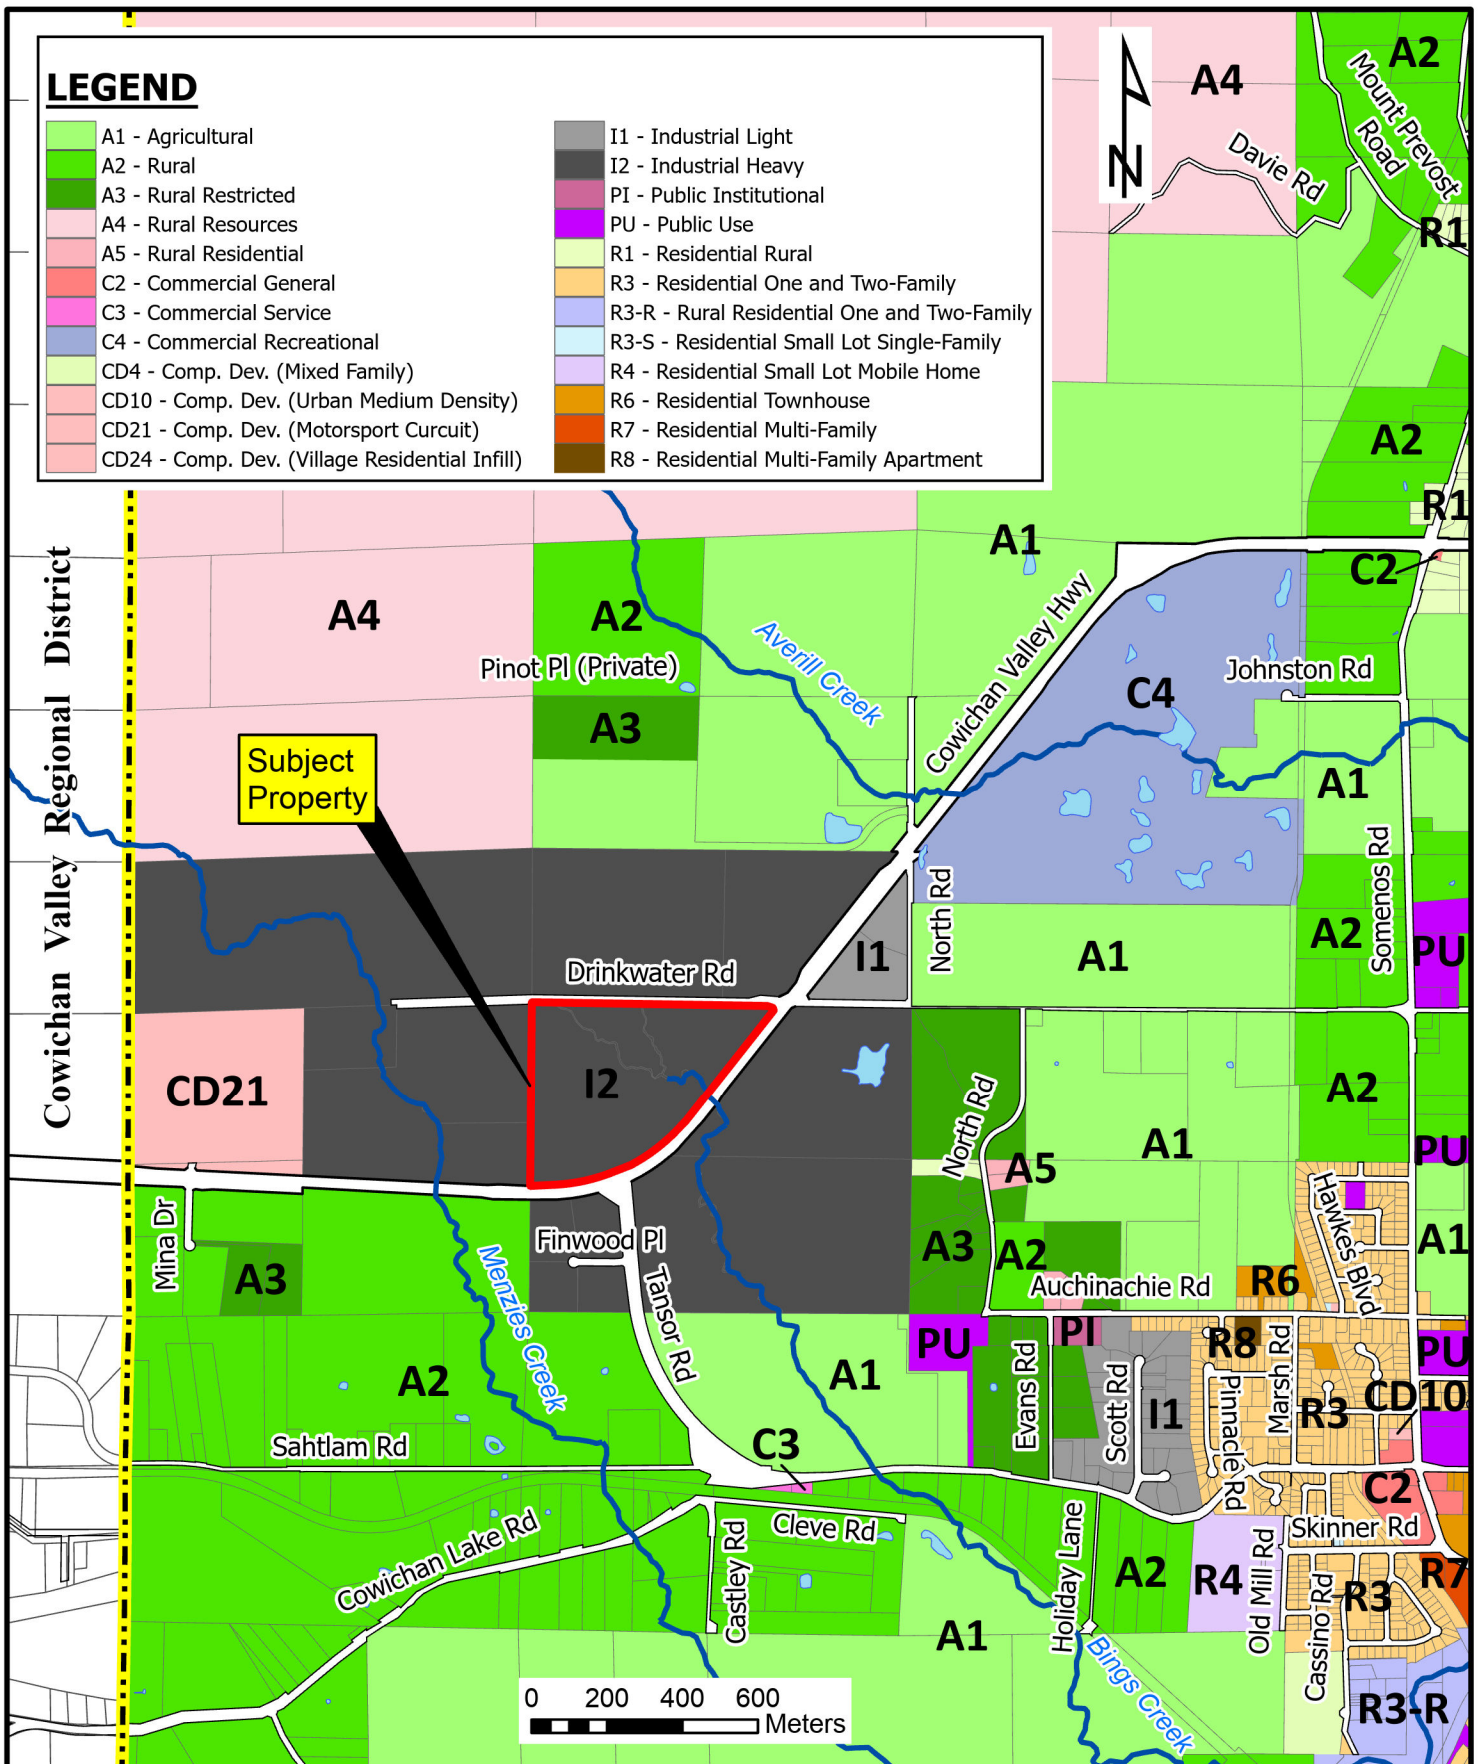 LEGEND
A1 - Agricultural
A2 - Rural
A3 - Rural Restricted
A4 - Rural Resources
A5 - Rural Residential
C2 - Commercial General
C3 - Commercial Service
C4 - Commercial Recreational
CD4 - Comp. Dev. (Mixed Family)
CD10 - Comp. Dev. (Urban Medium Density)
CD21 - Comp. Dev. (Motorsport Curcuit)
CD24 - Comp. Dev. (Village Residential Infill)
I1 - Industrial Light
I2 - Industrial Heavy
PI - Public Institutional
PU - Public Use
R1 - Residential Rural
R3 - Residential One and Two-Family
R3-R - Rural Residential One and Two-Family
R3-S - Residential Small Lot Single-Family
R4 - Residential Small Lot Mobile Home
R6 - Residential Townhouse
R7 - Residential Multi-Family
R8 - Residential Multi-Family Apartment
N
A4
A2
Mount Prevost
Road
Davie Rd
R1
A2
R1
A1
C2
Cowichan Valley Regional District
A4
A2
Pinot Pl (Private)
Averill Creek
Cowichan Valley Hwy
Johnston Rd
C4
A3
Subject
Property
A1
Somenos Rd
North Rd
A2
PU
I1
A1
Drinkwater Rd
CD21
I2
A2
North Rd
A1
PU
A5
Hawkes Blvd
Mina Dr
A3
Finwood Pl
A3
A2
A1
Auchinachie Rd
R6
Menzies Creek
Tansor Rd
PU
PI
R8
Marsh Rd
PU
A2
A1
Evans Rd
Scott Rd
I1
Pinnacle Rd
R3
CD10
Sahtlam Rd
C3
C2
Cowichan Lake Rd
Castley Rd
Cleve Rd
Holiday Lane
A2
R4
Old Mill Rd
Skinner Rd
Cassino Rd
R3
R7
A1
Bings Creek
R3-R
0 200 400 600
Meters